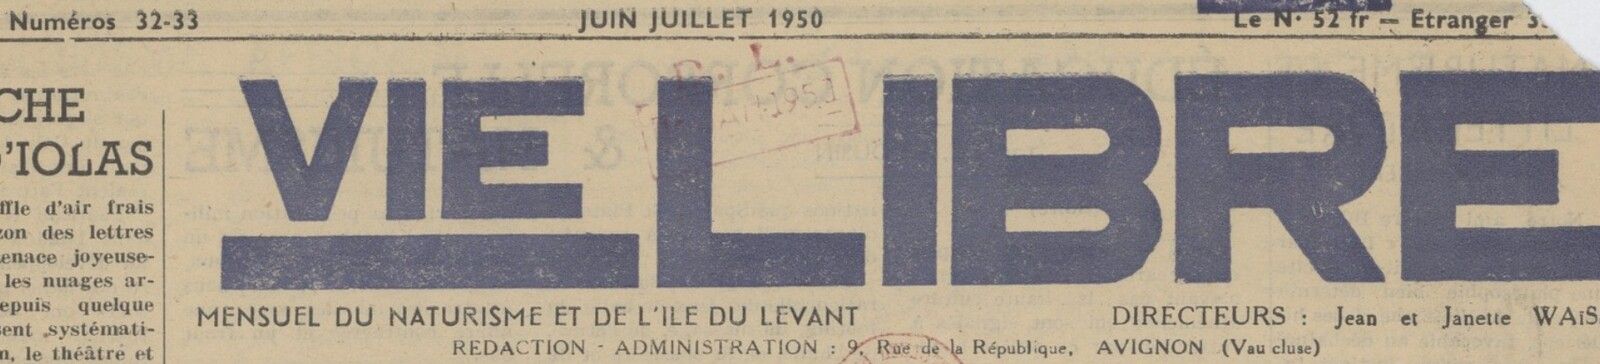 Numéros 32-33
JUIN JUILLET 1950
Le N· 52 fr — Etranger
VIE LIBRE
MENSUEL DU NATURISME ET DE L'ILE DU LEVANT
DIRECTEURS : Jean et Janette
REDACTION - ADMINISTRATION : 9, Rue de la République, AVIGNON (Vaucluse)
CHE
D'IOLAS
ffle d'air frais
zon des lettres
enace joyeuse-
les nuages ar-
epuis quelque
sent systémati-
n, le théâtre et